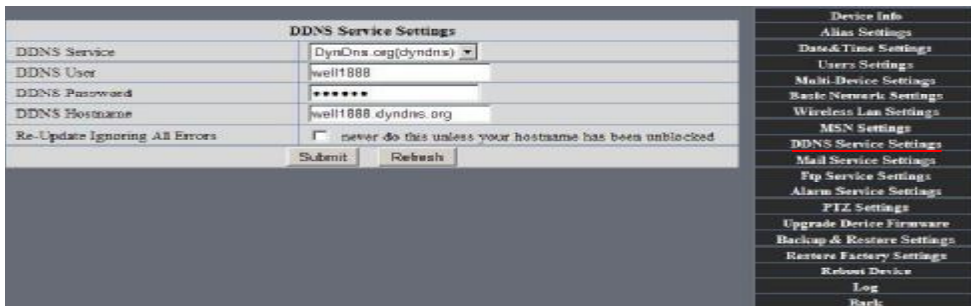 DDNS Service Settings
DDNS Service DynDns.org(dyndns)
DDNS User well1888
DDNS Password ••••••
DDNS Hostname well1888.dyndns.org
Re-Update Ignoring All Errors never do this unless your hostname has been unblocked
Submit Refresh
Device Info
Alias Settings
Date&Time Settings
Users Settings
Multi-Device Settings
Basic Network Settings
Wireless Lan Settings
MSN Settings
DDNS Service Settings
Mail Service Settings
Ftp Service Settings
Alarm Service Settings
PTZ Settings
Upgrade Device Firmware
Backup & Restore Settings
Restore Factory Settings
Reboot Device
Log
Back